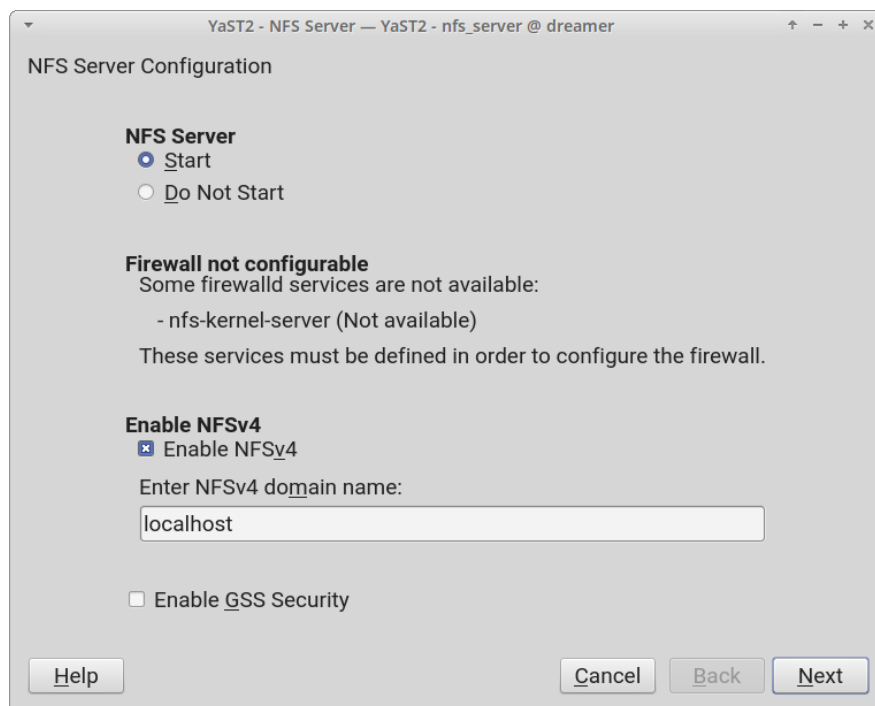 YaST2 - NFS Server — YaST2 - nfs_server @ dreamer
NFS Server Configuration
NFS Server
Start
Do Not Start
Firewall not configurable
Some firewalld services are not available:
- nfs-kernel-server (Not available)
These services must be defined in order to configure the firewall.
Enable NFSv4
Enable NFSv4
Enter NFSv4 domain name:
localhost
Enable GSS Security
Help Cancel Back Next